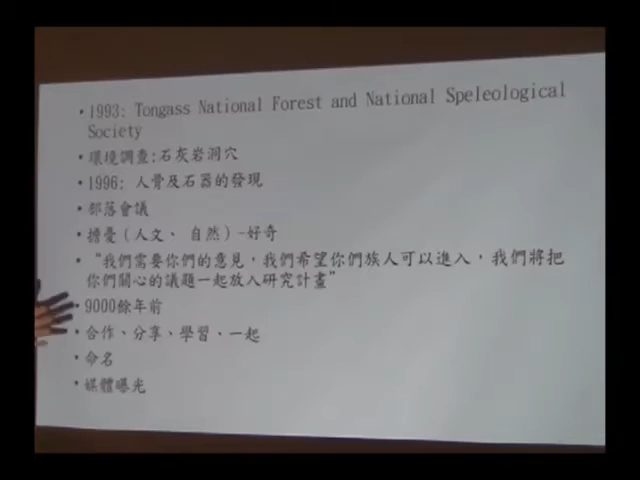 • 1993: Tongass National Forest and National Speleological
Society
• 環境調查:石灰岩洞穴
• 1996: 人骨及石器的發現
• 部落會議
• 擔憂(人文、 自然)-好奇
• "我們需要你們的意見，我們希望你們族人可以進入，我們將把
你們關心的議題一起放入研究計畫"
• 9000餘年前
• 合作、分享、學習、一起
• 命名
• 媒體曝光